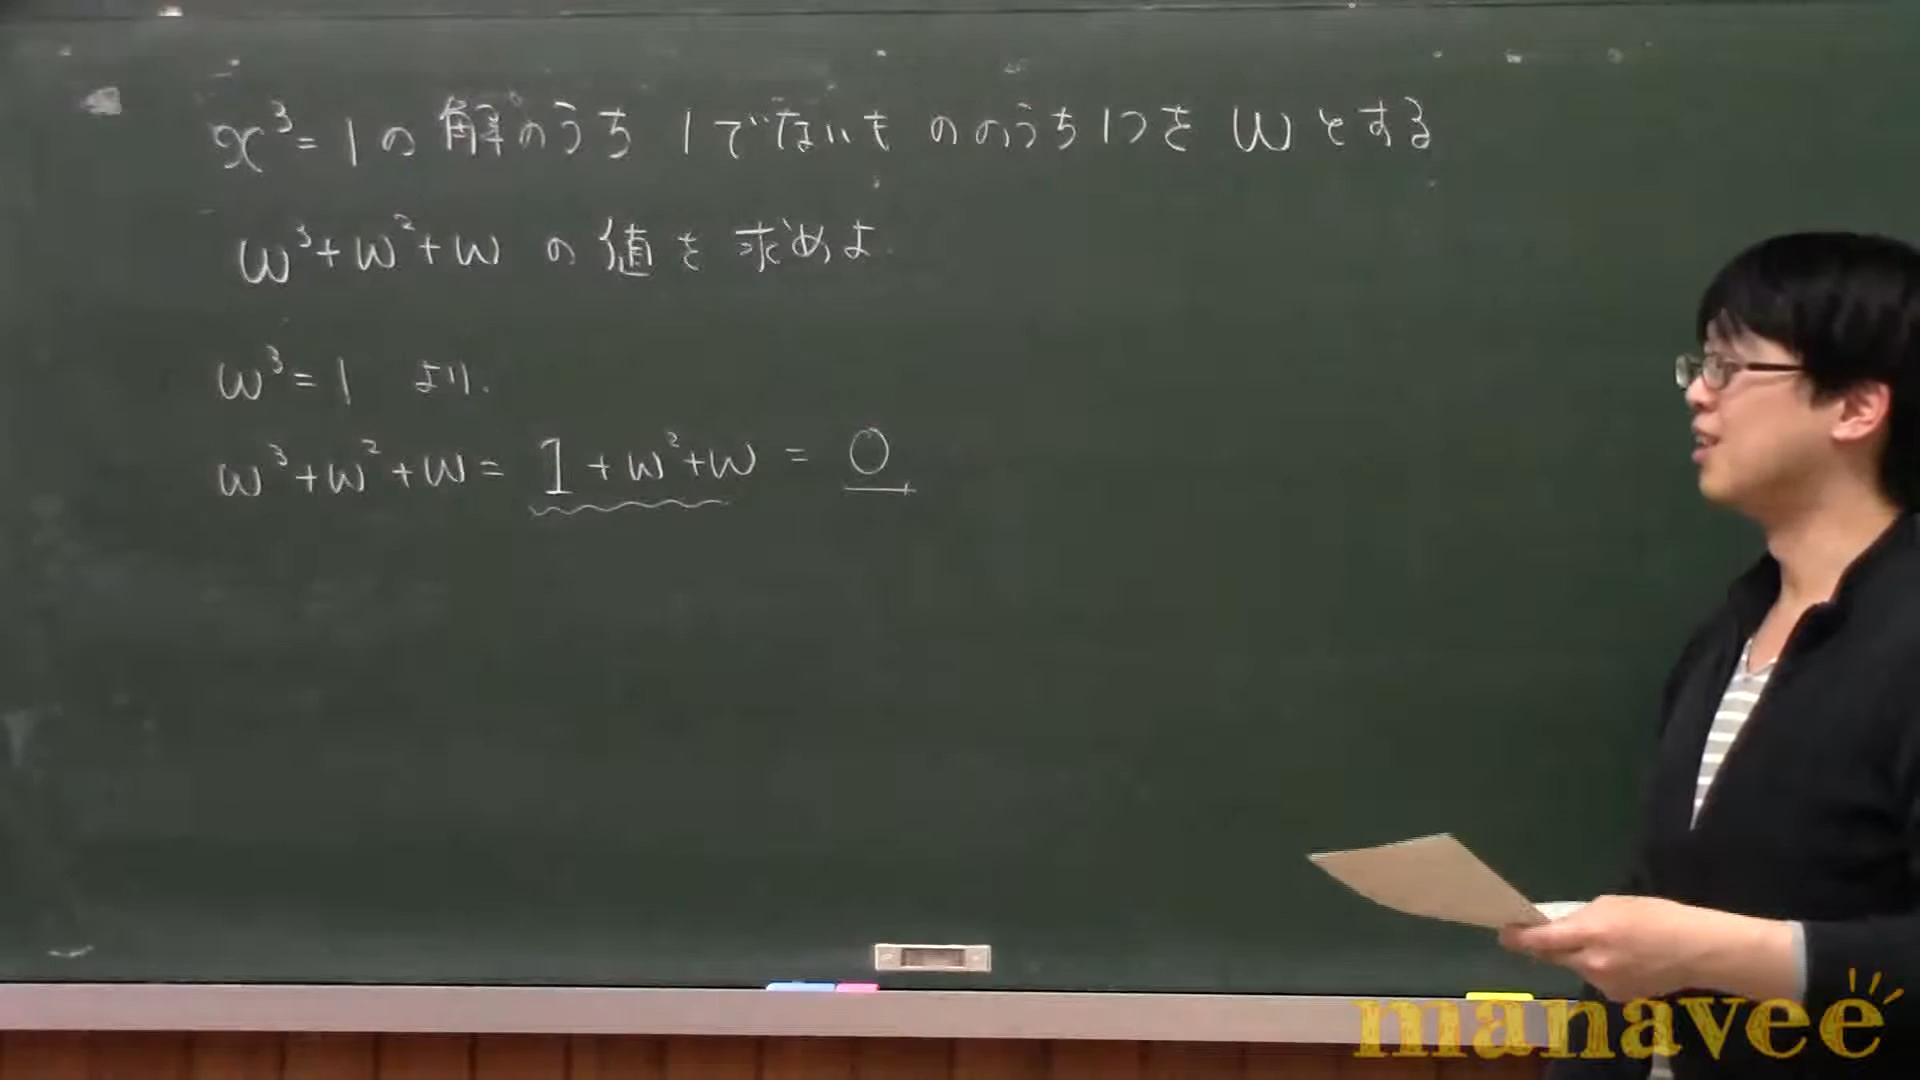 x³=1の解のうち 1でないもののうち1つをωとする
ω³+ω²+ωの値を求めよ.
ω³=1 より.
ω³+ω²+ω= 1+ω²+ω = 0
manavee